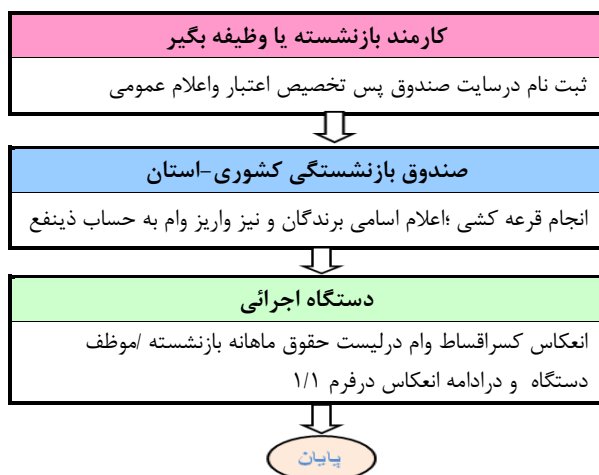 کارمند بازنشسته یا وظیفه بگیر
ثبت نام درسایت صندوق پس تخصیص اعتبار واعلام عمومی
صندوق بازنشستگی کشوری-استان
انجام قرعه کشی ؛اعلام اسامی برندگان و نیز واریز وام به حساب ذینفع
دستگاه اجرائی
انعکاس کسراقساط وام درلیست حقوق ماهانه بازنشسته /موظف
دستگاه و درادامه انعکاس درفرم ۱/۱
پایان